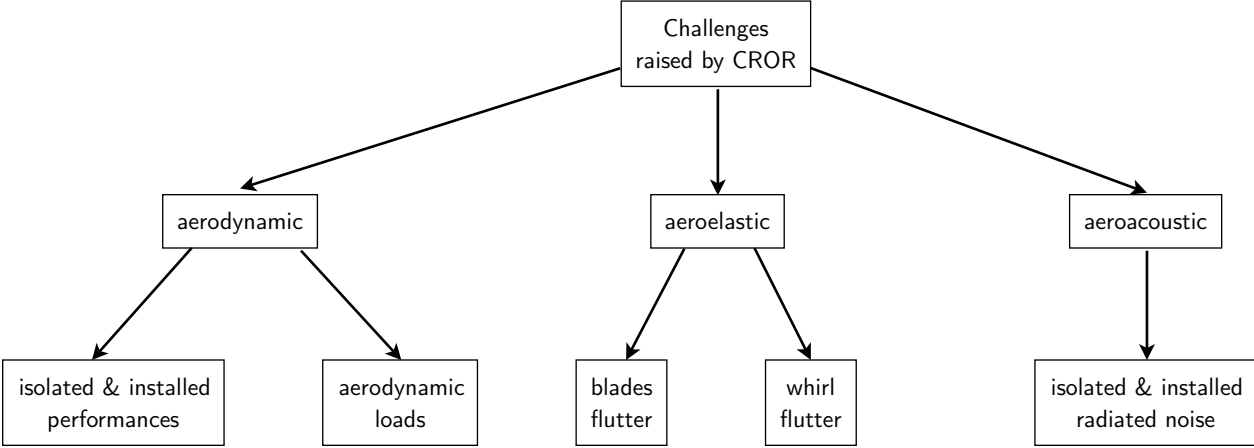 Challenges
raised by CROR
aerodynamic
aeroelastic
aeroacoustic
isolated & installed
performances
aerodynamic
loads
blades
flutter
whirl
flutter
isolated & installed
radiated noise